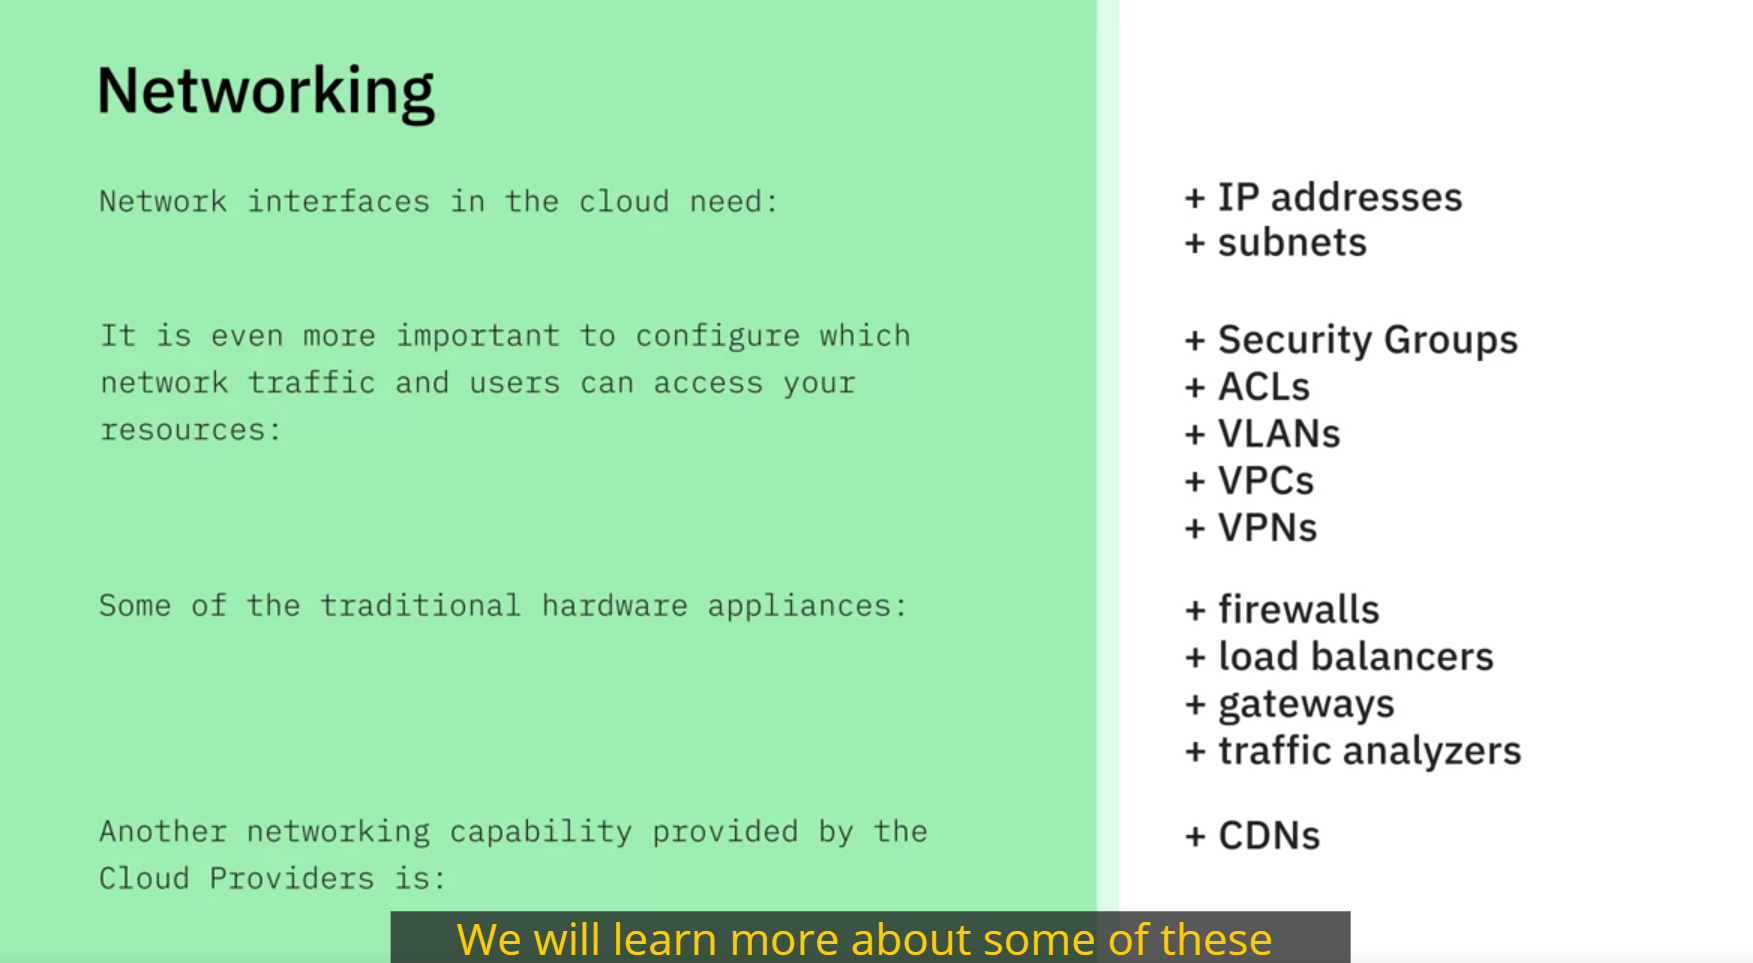 Networking
Network interfaces in the cloud need:
+ IP addresses
+ subnets
It is even more important to configure which
network traffic and users can access your
resources:
+ Security Groups
+ ACLs
+ VLANs
+ VPCs
+ VPNs
Some of the traditional hardware appliances:
+ firewalls
+ load balancers
+ gateways
+ traffic analyzers
Another networking capability provided by the
Cloud Providers is:
+ CDNs
We will learn more about some of these